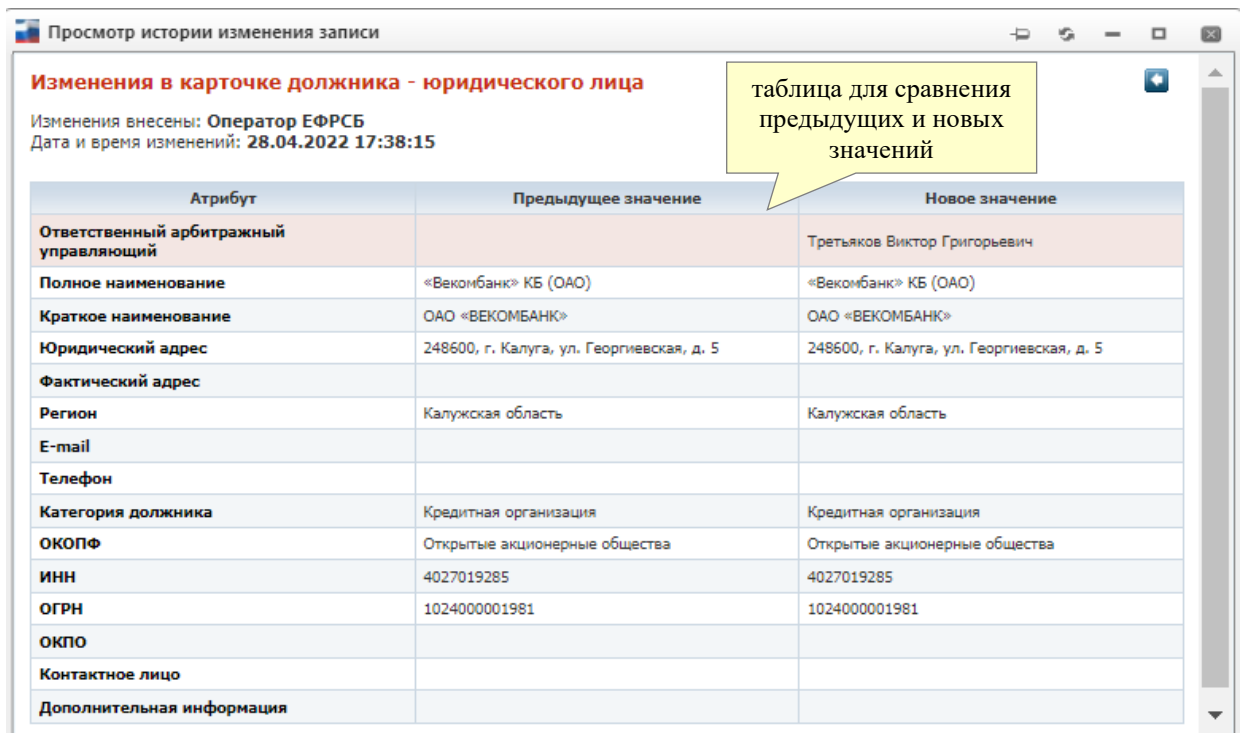 Просмотр истории изменения записи
Изменения в карточке должника - юридического лица
таблица для сравнения
предыдущих и новых
значений
Изменения внесены: Оператор ЕФРСБ
Дата и время изменений: 28.04.2022 17:38:15
Атрибут Предыдущее значение Новое значение
Ответственный арбитражный
управляющий Третьяков Виктор Григорьевич
Полное наименование «Векомбанк» КБ (ОАО) «Векомбанк» КБ (ОАО)
Краткое наименование ОАО «ВЕКОМБАНК» ОАО «ВЕКОМБАНК»
Юридический адрес 248600, г. Калуга, ул. Георгиевская, д. 5 248600, г. Калуга, ул. Георгиевская, д. 5
Фактический адрес
Регион Калужская область Калужская область
E-mail
Телефон
Категория должника Кредитная организация Кредитная организация
ОКОПФ Открытые акционерные общества Открытые акционерные общества
ИНН 4027019285 4027019285
ОГРН 1024000001981 1024000001981
ОКПО
Контактное лицо
Дополнительная информация